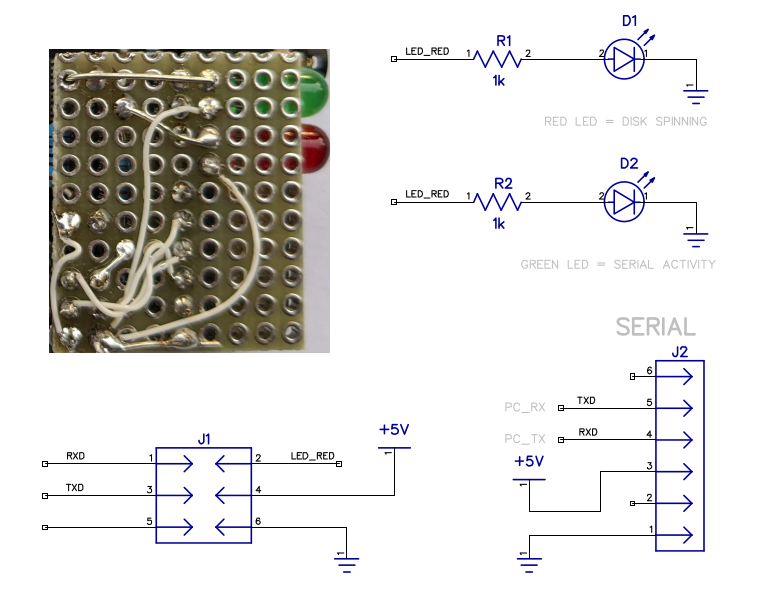 D1
LED_RED 1 R1 2 2 1
1k
1
RED LED = DISK SPINNING
D2
LED_RED 1 R2 2 2 1
1k
1
GREEN LED = SERIAL ACTIVITY
SERIAL
J2
6
PC_RX TXD 5
PC_TX RXD 4
+5V 3
1
2
1
1
J1 +5V
1
RXD 1 2 LED_RED
TXD 3 4
5 6
1